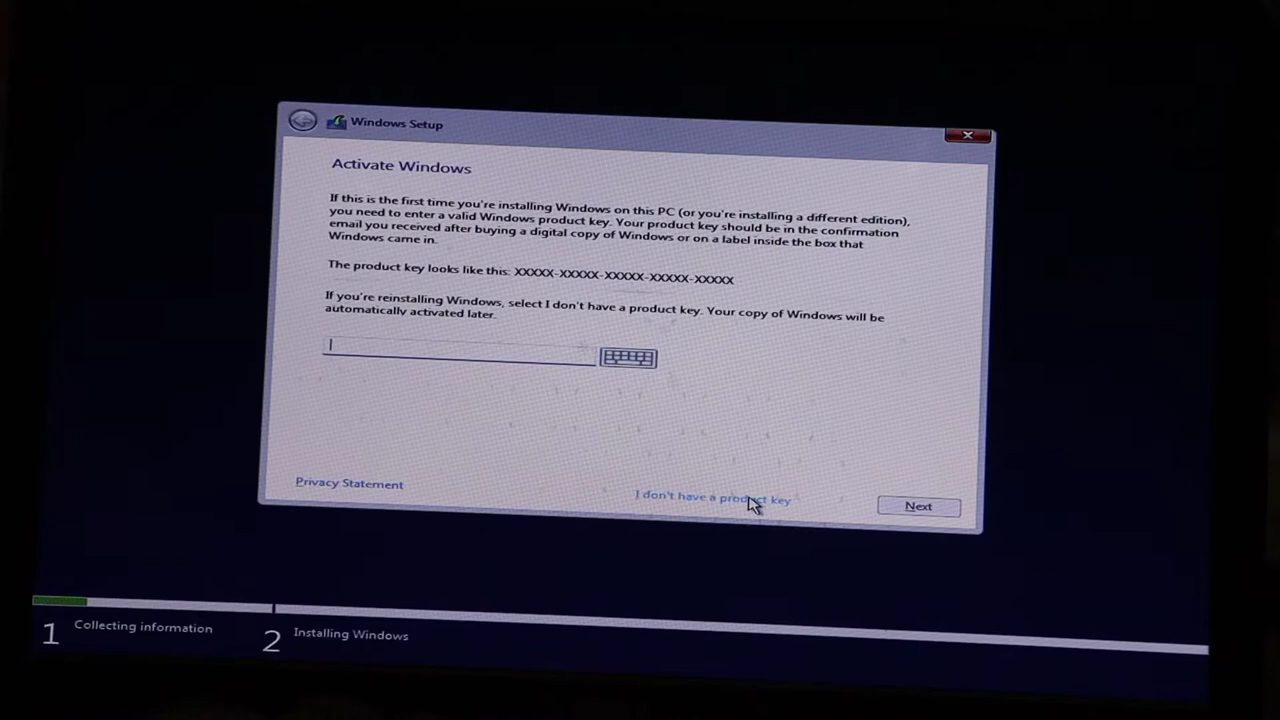 Windows Setup
Activate Windows
If this is the first time you're installing Windows on this PC (or you're installing a different edition),
you need to enter a valid Windows product key. Your product key should be in the confirmation
email you received after buying a digital copy of Windows or on a label inside the box that
Windows came in.
The product key looks like this: XXXXX-XXXXX-XXXXX-XXXXX-XXXXX
If you're reinstalling Windows, select I don't have a product key. Your copy of Windows will be
automatically activated later.
Privacy Statement
I don't have a product key
Next
1 Collecting information
2 Installing Windows